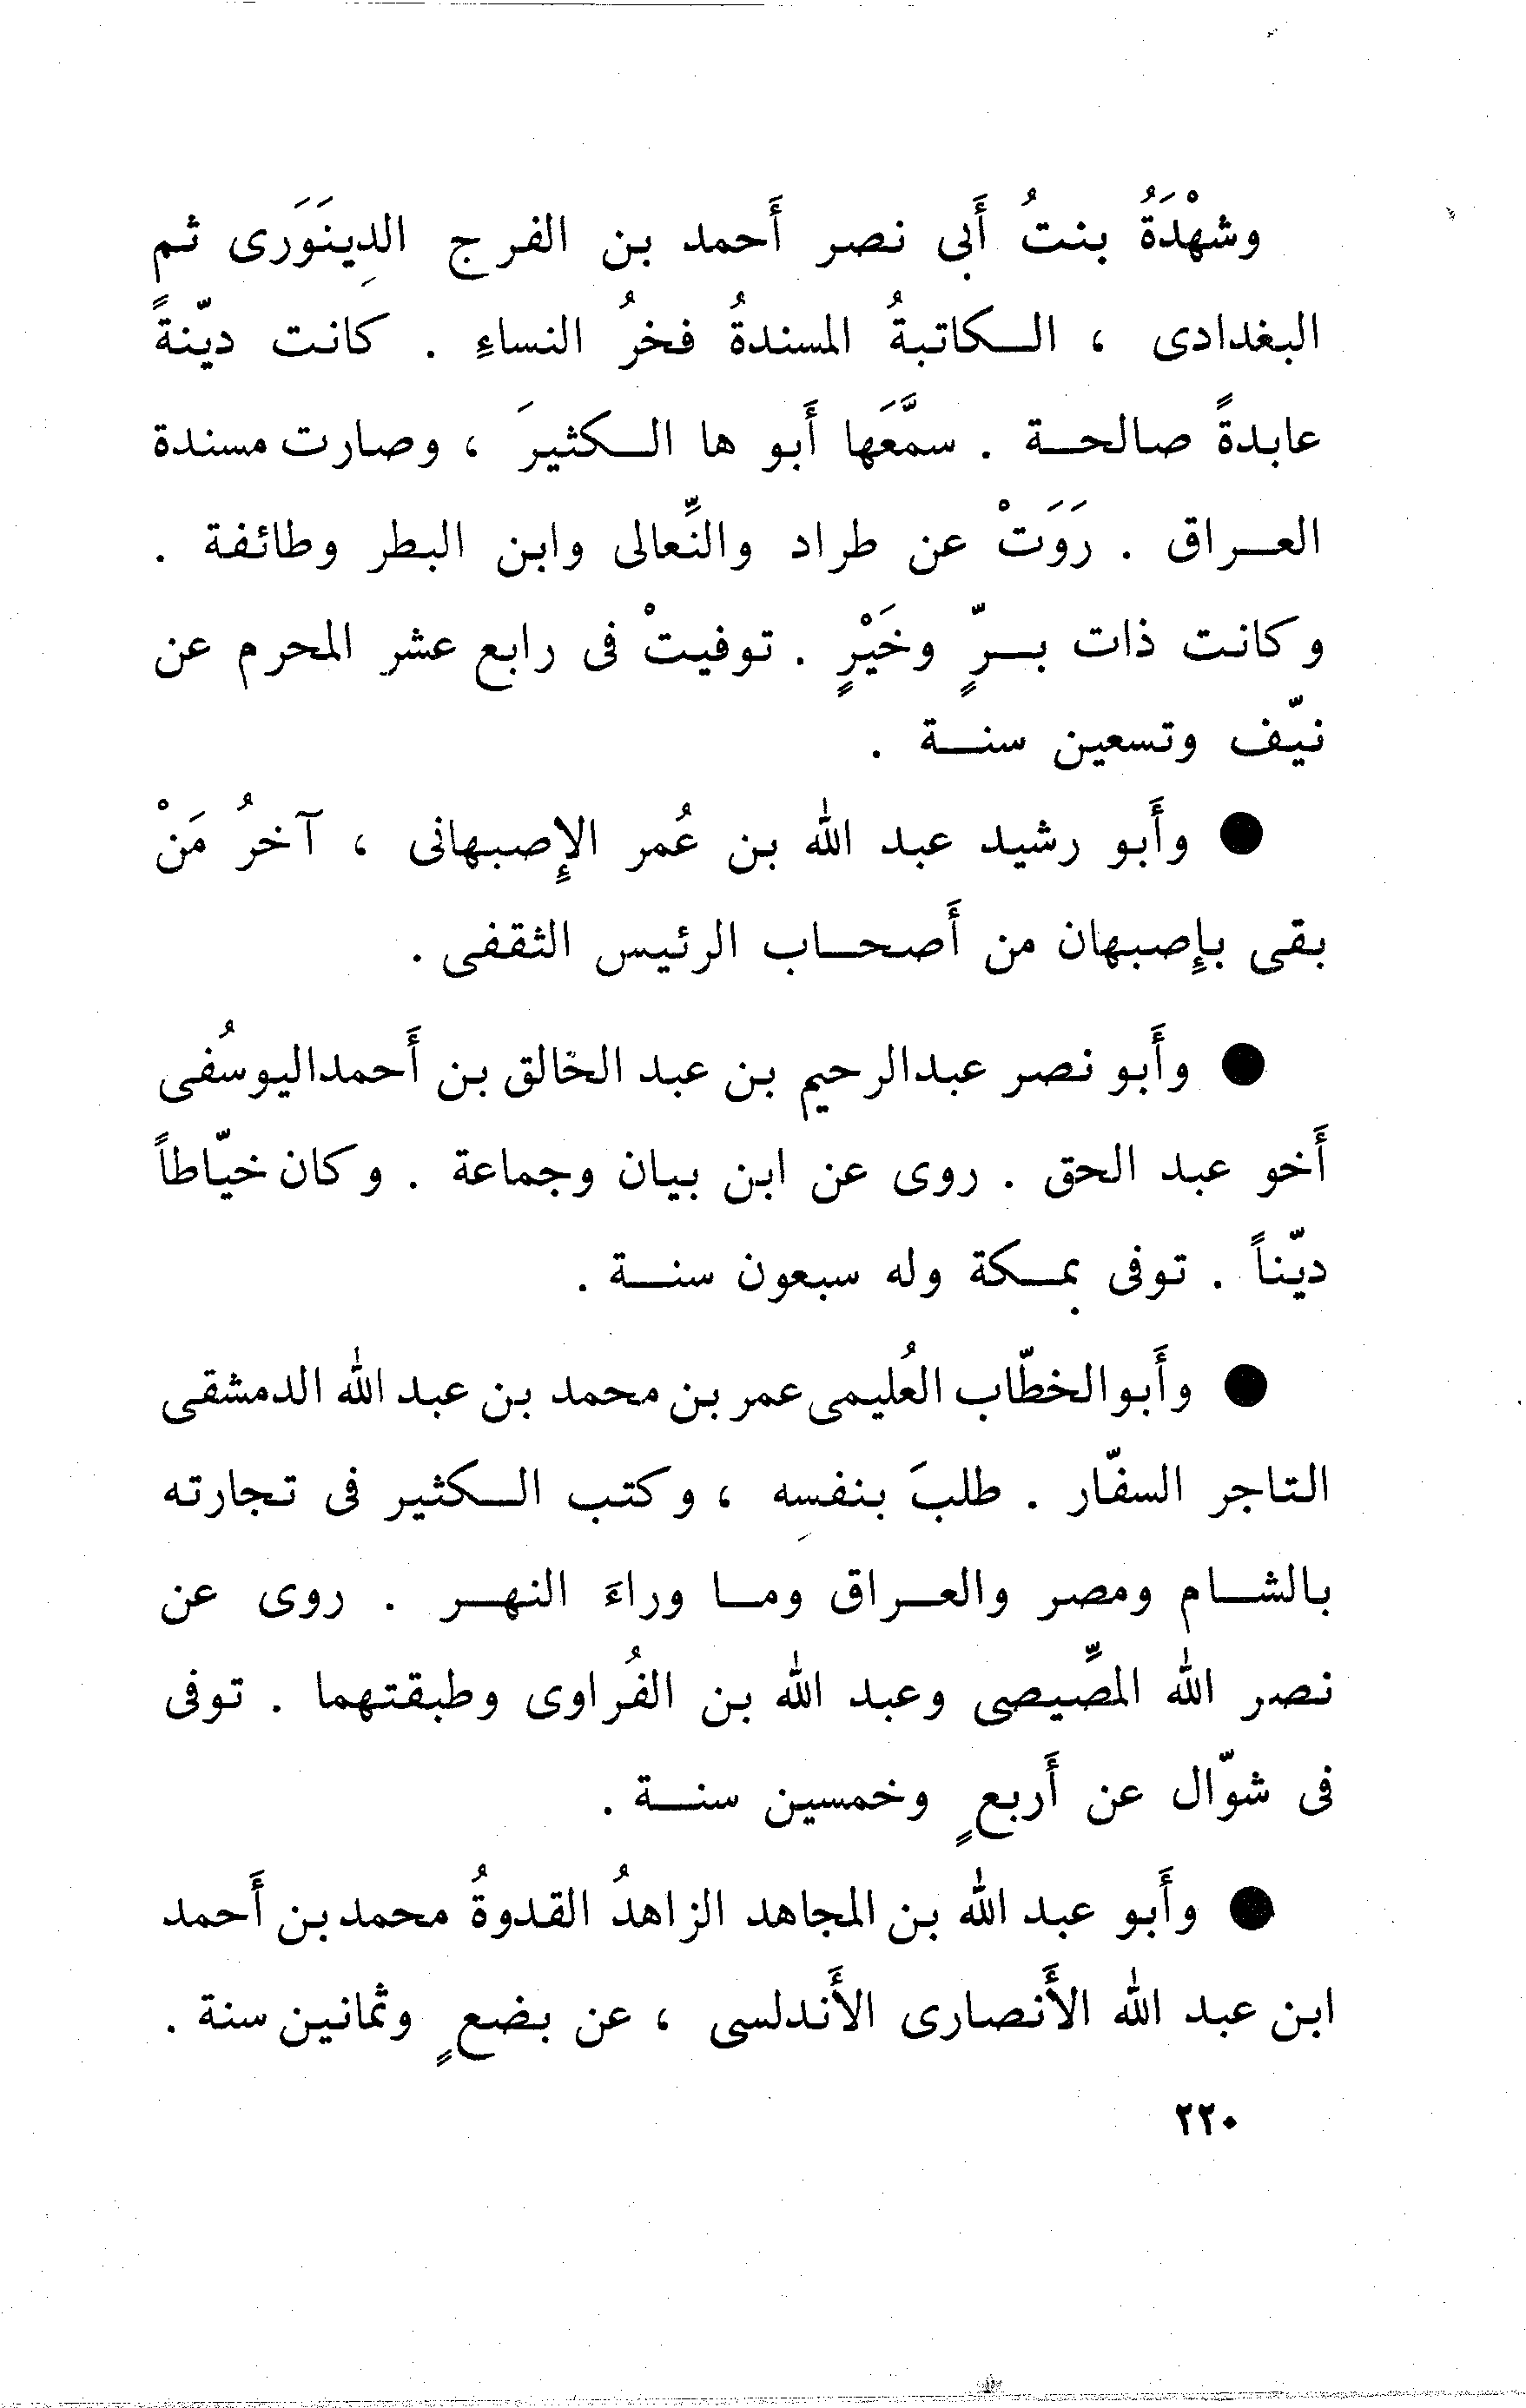 وشهْدَةُ بنتُ أَبى نصر أَحمد بن الفرج الدِينَوَرى ثم
البغدادى ، الكاتبةُ المسندةُ فخرُ النساءِ . كانت ديّنةً
عابدةً صالحة . سمَّعَها أَبو ها الكثيرَ ، وصارت مسندة
العراق . رَوَتْ عن طراد والنِّعالى وابن البطر وطائفة .
وكانت ذات برٍّ وخَيْرٍ . توفيتْ فى رابع عشر المحرم عن
نيّف وتسعين سنة .
● وأَبو رشيد عبد الله بن عُمر الإِصبهانى ، آخرُ مَنْ
بقى بإِصبهان من أَصحاب الرئيس الثقفى .
● وأَبو نصر عبدالرحيم بن عبد الخالق بن أَحمداليوسُفى
أَخو عبد الحق . روى عن ابن بيان وجماعة . وكان خيّاطاً
ديّناً . توفى بمكة وله سبعون سنة .
● وأَبوالخطّاب العُليمى عمر بن محمد بن عبد الله الدمشقى
التاجر السفّار . طلبَ بنفسِه ، وكتب الكثير فى تجارته
بالشام ومصر والعراق وما وراءَ النهر . روى عن
نصر الله المصِّيصى وعبد الله بن الفُراوى وطبقتهما . توفى
فى شوّال عن أَربعٍ وخمسين سنة .
● وأَبو عبد الله بن المجاهد الزاهدُ القدوةُ محمد بن أَحمد
ابن عبد الله الأَنصارى الأَندلسى ، عن بضعٍ وثمانين سنة .
٢٢٠